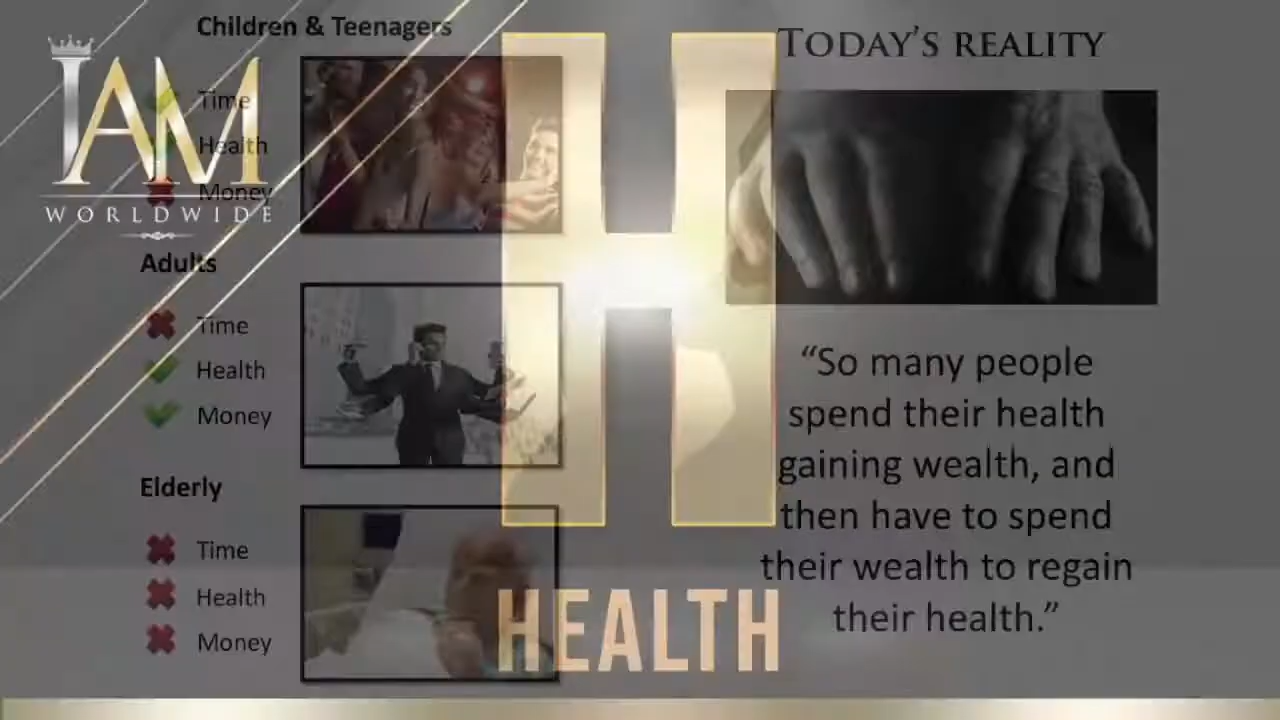 Children & Teenagers
Time
Health
Money
IAM
WORLDWIDE
Adults
Time
Health
Money
Elderly
Time
Health
Money
H
HEALTH
TODAY'S REALITY
“So many people
spend their health
gaining wealth, and
then have to spend
their wealth to regain
their health.”